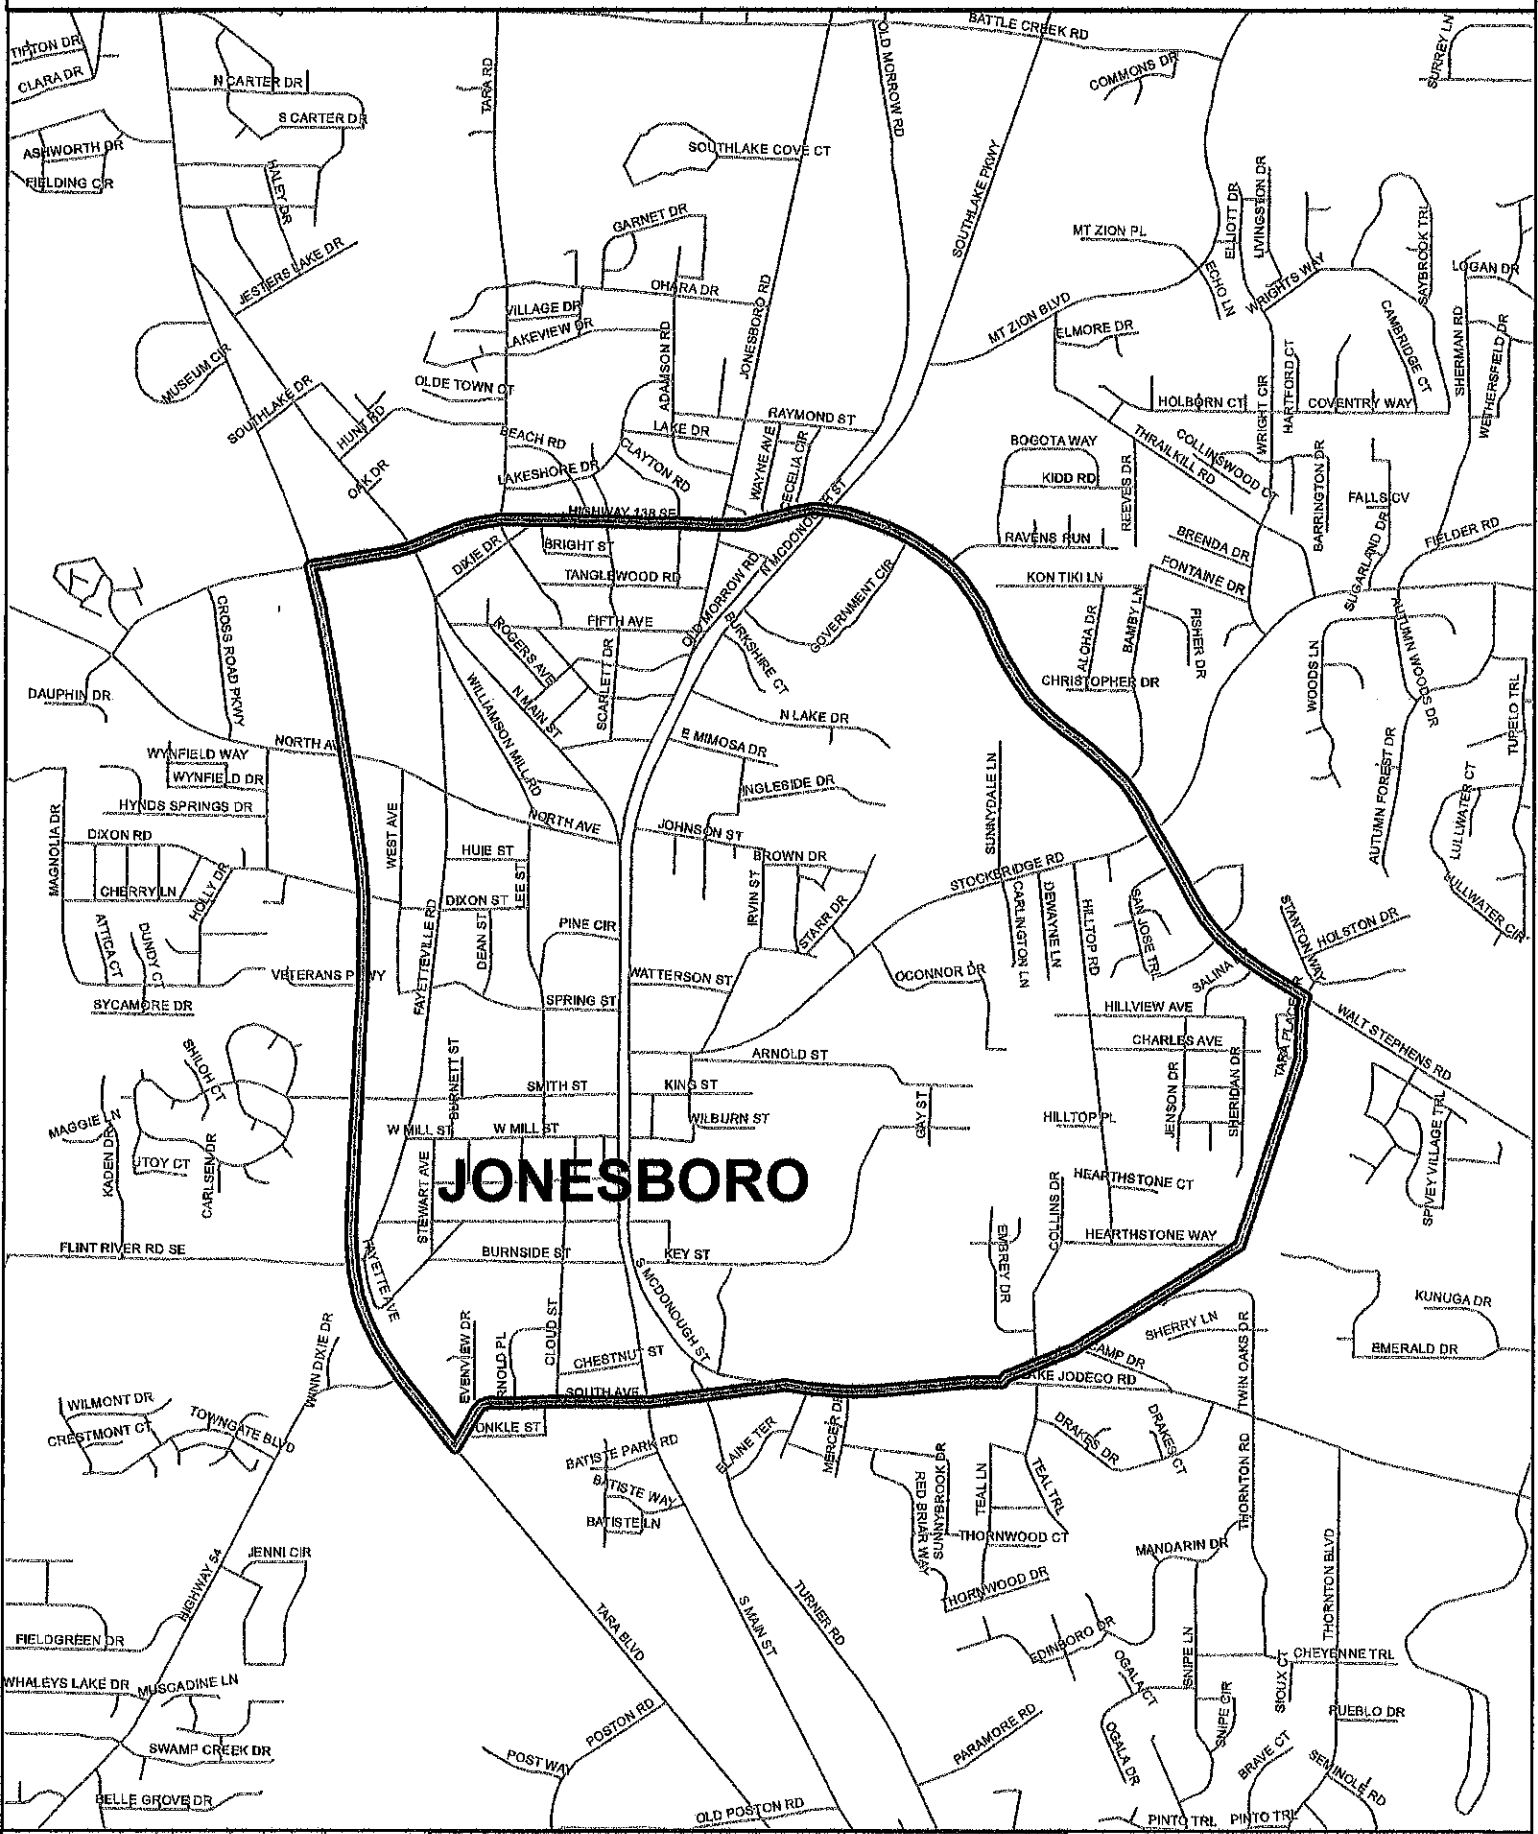 BATTLE CREEK RD
TIPTON DR
CLARA DR
N CARTER DR
S CARTER DR
TARA RD
OLD MORROW RD
COMMONS DR
SURREY LN
ASHWORTH DR
FIELDING CIR
HALEY DR
SOUTHLAKE COVE CT
SOUTHLAKE PKWY
GARNET DR
MT ZION PL
ELLIOTT DR
LIVINGSTON DR
SAYBROOK TRL
JESTERS LAKE DR
OHARA DR
ECHO LN
WRIGHTS WAY
LOGAN DR
VILLAGE DR
LAKEVIEW DR
ADAMSON RD
JONESBORO RD
MT ZION BLVD
ELMORE DR
CAMBRIDGE CT
SHERMAN RD
WETHERSFIELD DR
MUSEUM CIR
SOUTHLAKE DR
OLDE TOWN CT
HOLBORN CT
WRIGHT CIR
HARTFORD CT
COVENTRY WAY
HUNT RD
BEACH RD
LAKE DR
RAYMOND ST
WAYNE AVE
CECELIA CIR
BOGOTA WAY
THRAILKILL RD
COLLINSWOOD CT
OAK DR
LAKESHORE DR
CLAYTON RD
KIDD RD
REEVES DR
BARRINGTON DR
FALLS CV
HIGHWAY 138 SE
N MCDONOUGH ST
RAVENS RUN
BRENDA DR
SUGARLAND DR
FIELDER RD
DIXIE DR
BRIGHT ST
TANGLEWOOD RD
OLD MORROW RD
GOVERNMENT CIR
KON TIKI LN
FONTAINE DR
CROSS ROAD PKWY
ROGERS AVE
FIFTH AVE
SCARLETT DR
BURKSHIRE CT
ALOHA DR
BAMBY LN
FISHER DR
AUTUMN WOODS DR
WOODS LN
DAUPHIN DR
CHRISTOPHER DR
TUPELO TRL
WILLIAMSON MILL RD
N MAIN ST
N LAKE DR
NORTH AV
WYNFIELD WAY
WYNFIELD DR
E MIMOSA DR
INGLESIDE DR
SUNNYDALE LN
AUTUMN FOREST DR
LULLWATER CT
HYNDS SPRINGS DR
MAGNOLIA DR
DIXON RD
WEST AVE
NORTH AVE
JOHNSON ST
HUIE ST
LEE ST
BROWN DR
STOCKBRIDGE RD
CHERRY LN
HOLLY DR
DIXON ST
IRVIN ST
STARR DR
CARLINGTON LN
DEWAYNE LN
HILLTOP RD
SAN JOSE TRL
LULLWATER CIR
ATTICA CT
DUNDY CT
FAYETTEVILLE RD
DEAN ST
PINE CIR
STANTON WAY
HOLSTON DR
VETERANS P WY
SYCAMORE DR
WATTERSON ST
OCONNOR DR
SALINA
SPRING ST
HILLVIEW AVE
TARA PLACE
WALT STEPHENS RD
SHILOH CT
BURNETT ST
ARNOLD ST
CHARLES AVE
SMITH ST
KING ST
JENSON DR
SHERIDAN DR
MAGGIE LN
KADEN DR
W MILL ST
W MILL ST
WILBURN ST
GAY ST
HILLTOP PL
SPIVEY VILLAGE TRL
UTOY CT
CARLSEN DR
STEWART AVE
JONESBORO
COLLINS DR
HEARTHSTONE CT
FLINT RIVER RD SE
FAYETTE AVE
BURNSIDE ST
KEY ST
EMBREY DR
HEARTHSTONE WAY
S MCDONOUGH ST
KUNUGA DR
WINN DIXIE DR
EVENVIEW DR
RNOLD PL
CLOUD ST
CHESTNUT ST
SHERRY LN
TWIN OAKS DR
EMERALD DR
CAMP DR
WILMONT DR
SOUTH AVE
LAKE JODECO RD
CRESTMONT CT
TOWNGATE BLVD
ONKLE ST
BATISTE PARK RD
BLAINE TER
MERCER DR
DRAKES DR
DRAKES CT
BATISTE WAY
BATISTE LN
RED BRIAR WAY
SUNNYBROOK DR
TEAL LN
TEAL TRL
THORNTON RD
HIGHWAY 54
JENNI CIR
THORNWOOD CT
MANDARIN DR
THORNTON BLVD
THORNWOOD DR
FIELDGREEN DR
TARA BLVD
S MAIN ST
TURNER RD
EDINBORO DR
SNIPE LN
CHEYENNE TRL
WHALEYS LAKE DR
MUSCADINE LN
OGALA CT
SIOUX CT
POSTON RD
PARAMORE RD
SNIPE CIR
PUEBLO DR
SWAMP CREEK DR
POST WAY
OGALA DR
BRAVE CT
SEMINOLE RD
BELLE GROVE DR
OLD POSTON RD
PINTO TRL
PINTO TRL